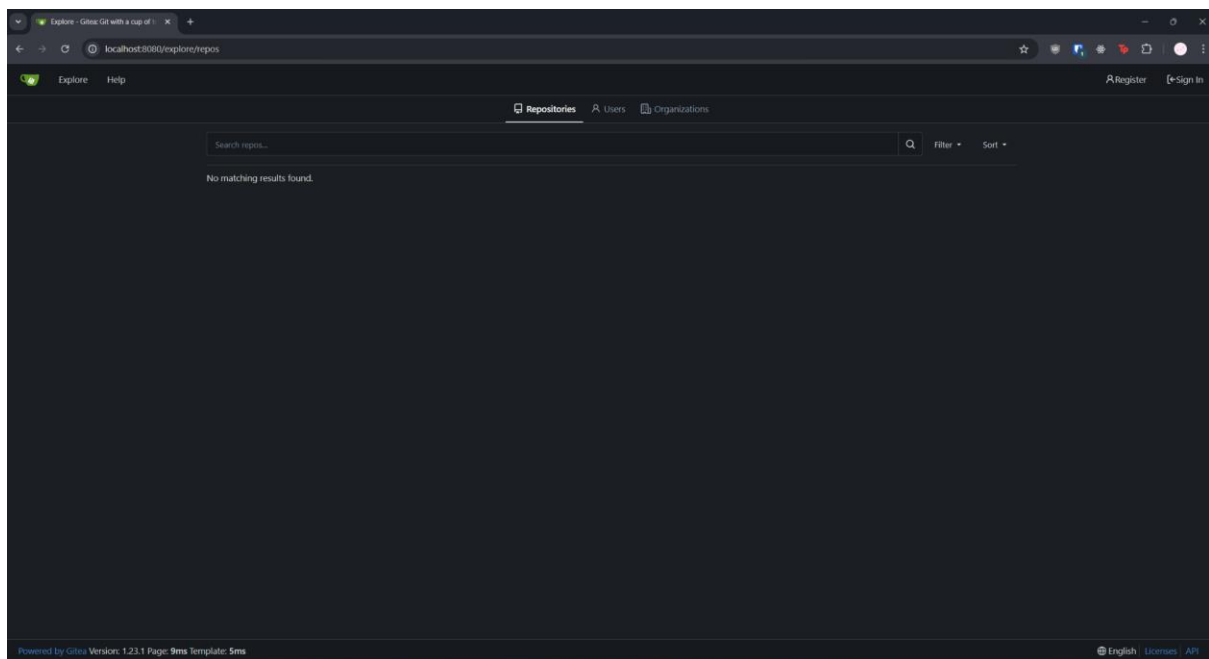 Explore - Gitea: Git with a cup of
localhost:8080/explore/repos
Explore Help Register Sign In
Repositories Users Organizations
Search repos... Filter Sort
No matching results found.
Powered by Gitea Version: 1.23.1 Page: 9ms Template: 5ms English Licenses API